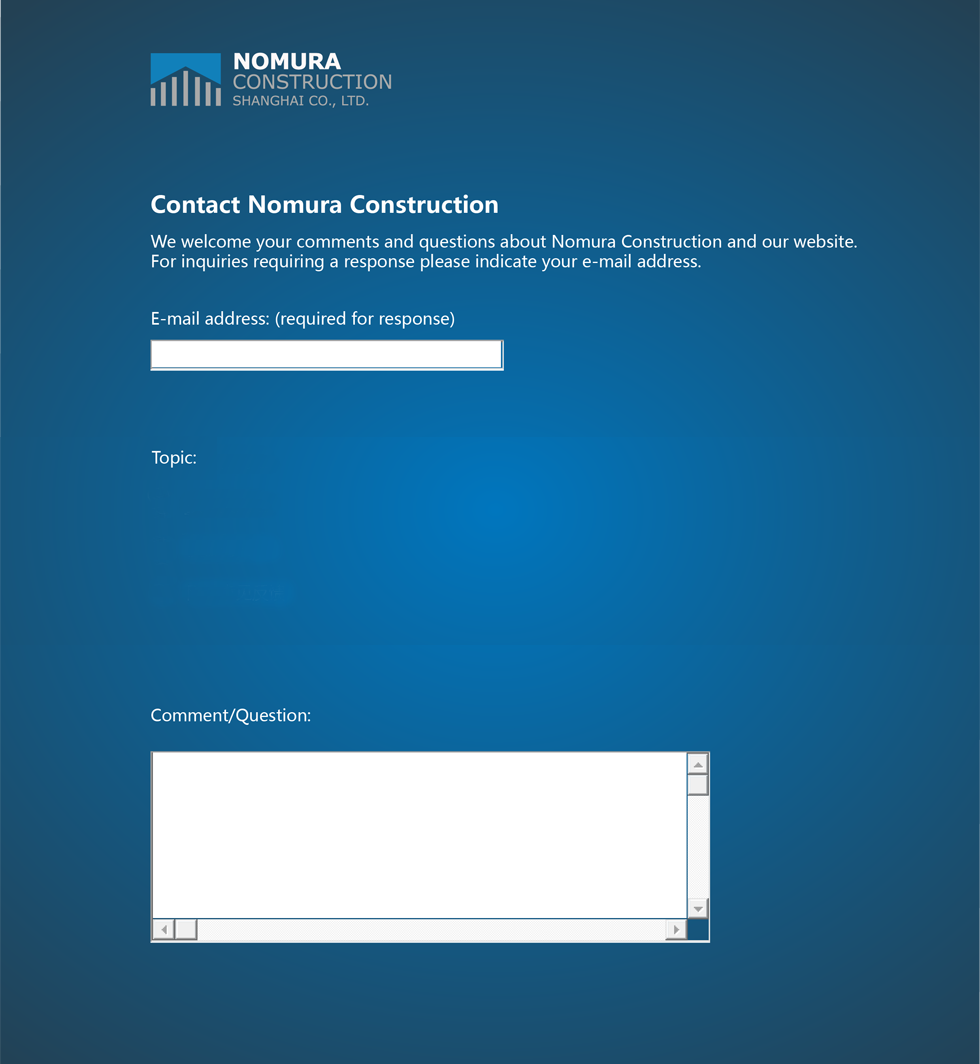 NOMURA
CONSTRUCTION
SHANGHAI CO., LTD.
Contact Nomura Construction
We welcome your comments and questions about Nomura Construction and our website.
For inquiries requiring a response please indicate your e-mail address.
E-mail address: (required for response)
Topic:
Comment/Question: